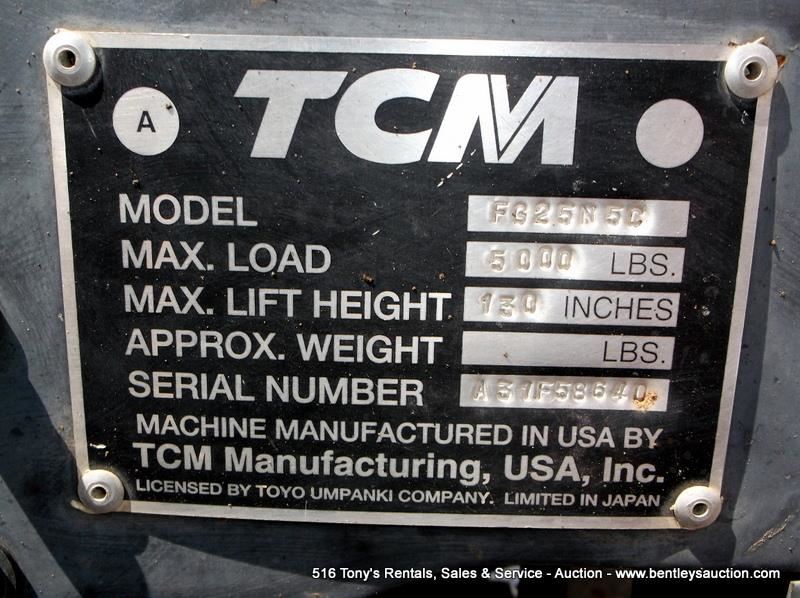 A TCM
MODEL FG25N5C
MAX. LOAD 5000 LBS.
MAX. LIFT HEIGHT 130 INCHES
APPROX. WEIGHT LBS.
SERIAL NUMBER A31F58640
MACHINE MANUFACTURED IN USA BY
TCM Manufacturing, USA, Inc.
LICENSED BY TOYO UMPANKI COMPANY. LIMITED IN JAPAN
516 Tony's Rentals, Sales & Service - Auction - www.bentleysauction.com